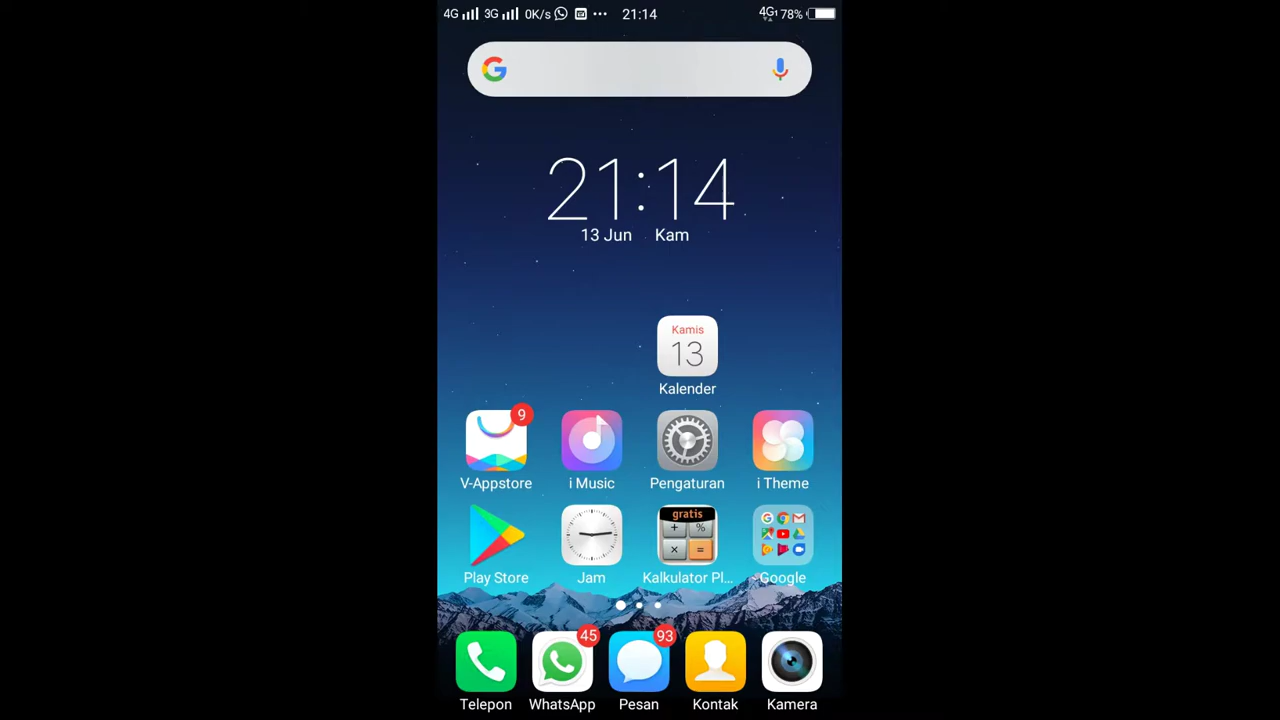 4G 3G 0K/s ... 21:14 4G1 78%
G
21:14
13 Jun Kam
Kamis
13
Kalender
9
V-Appstore i Music Pengaturan i Theme
gratis
+ %
× =
Play Store Jam Kalkulator Pl... Google
45 93
Telepon WhatsApp Pesan Kontak Kamera